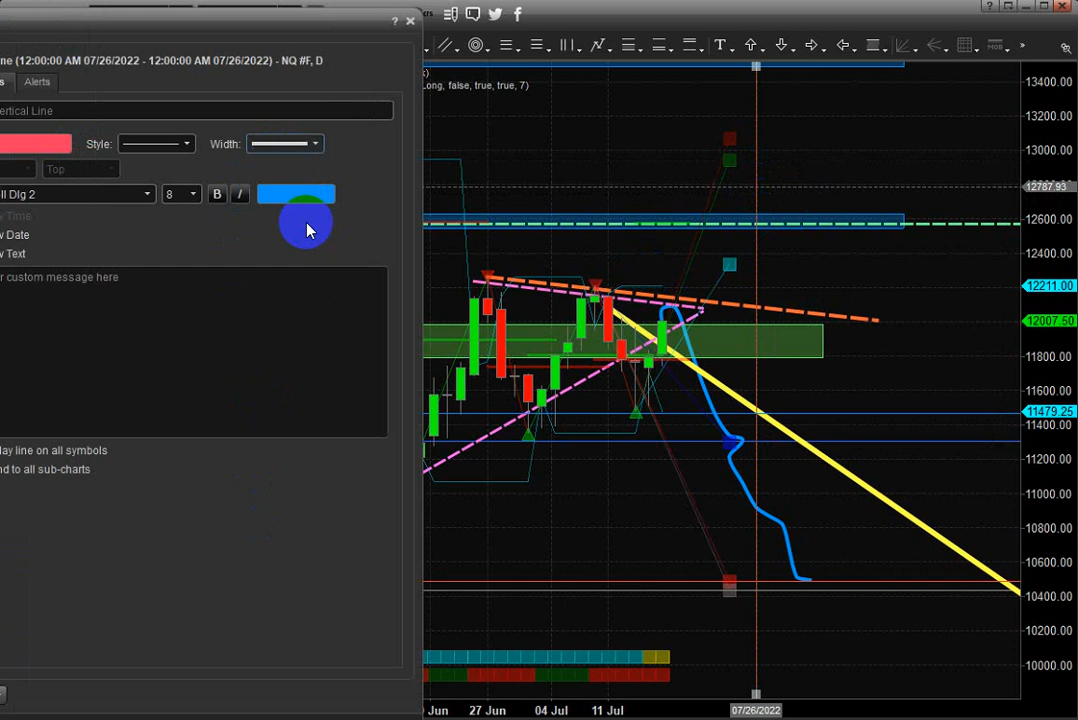 ne (12:00:00 AM 07/26/2022 - 12:00:00 AM 07/26/2022) - NQ #F, D
s Alerts
ertical Line
Style: Width:
Top
ll Dlg 2 8 B I
w Time
w Date
w Text
r custom message here
lay line on all symbols
nd to all sub-charts
T
MOB
»
)
Long, false, true, true, 7)
13400.00
13200.00
13000.00
12787.93
12600.00
12400.00
12211.00
12007.50
11800.00
11600.00
11479.25
11400.00
11200.00
11000.00
10800.00
10600.00
10400.00
10200.00
10000.00
Jun 27 Jun 04 Jul 11 Jul 07/26/2022